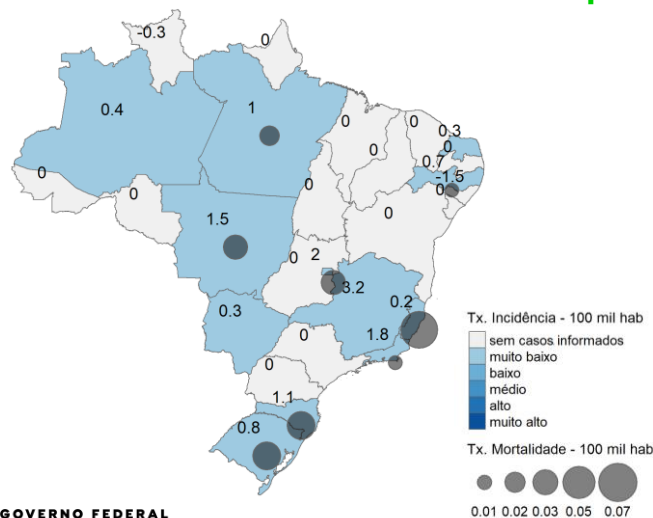 -0.3
0
0.4
1
0
0
0.3
0
0
0.7
0
-1.5
0
0
0
0
1.5
0 2
3.2
0.2
0.3
0
1.8
0
1.1
0.8
Tx. Incidência - 100 mil hab
sem casos informados
muito baixo
baixo
médio
alto
muito alto
Tx. Mortalidade - 100 mil hab
0.01 0.02 0.03 0.05 0.07
GOVERNO FEDERAL